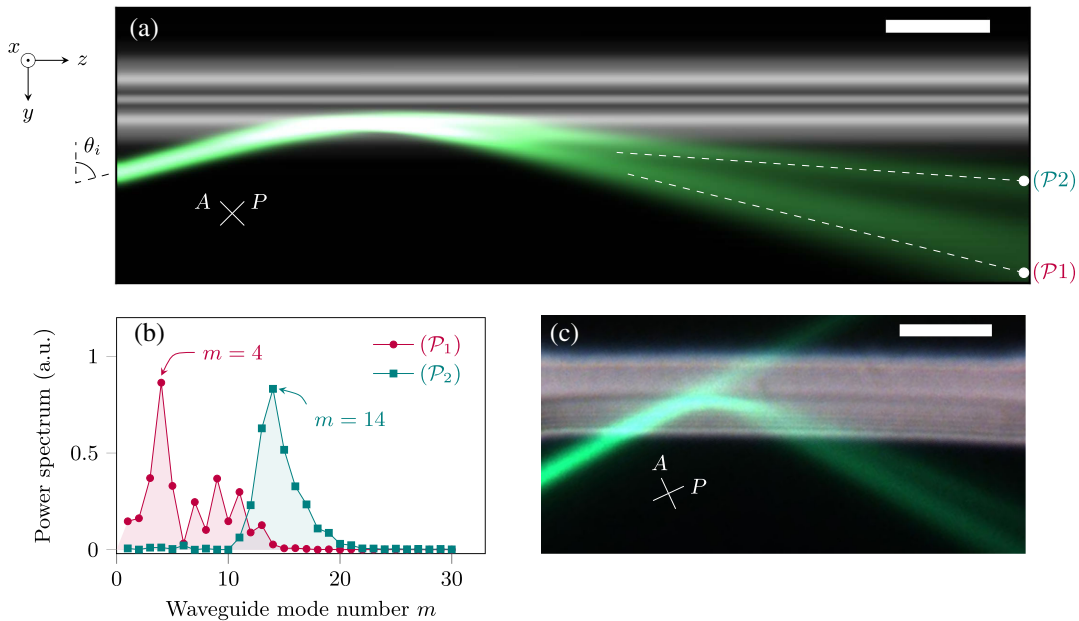 (a)
x
z
y
θi
A P
(𝒫2)
(𝒫1)
(b)
Power spectrum (a.u.)
1
0.5
0
m = 4
m = 14
(𝒫1)
(𝒫2)
0 10 20 30
Waveguide mode number m
(c)
A
P